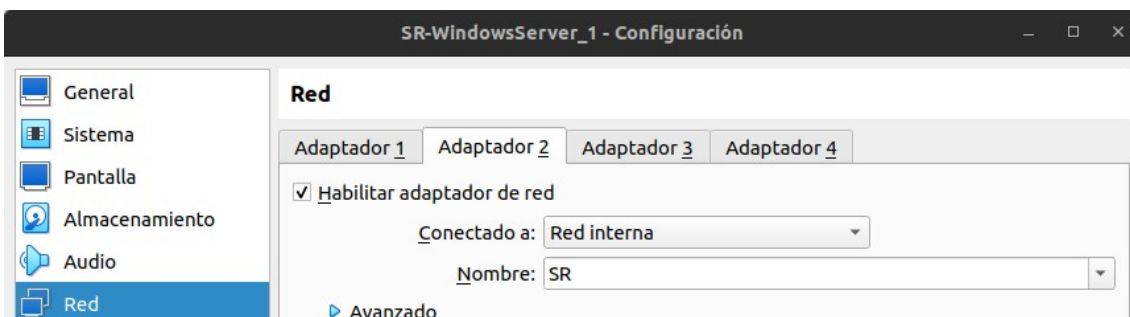 SR-WindowsServer_1 - Configuración
General
Sistema
Pantalla
Almacenamiento
Audio
Red
Red
Adaptador 1 Adaptador 2 Adaptador 3 Adaptador 4
Habilitar adaptador de red
Conectado a: Red interna
Nombre: SR
Avanzado